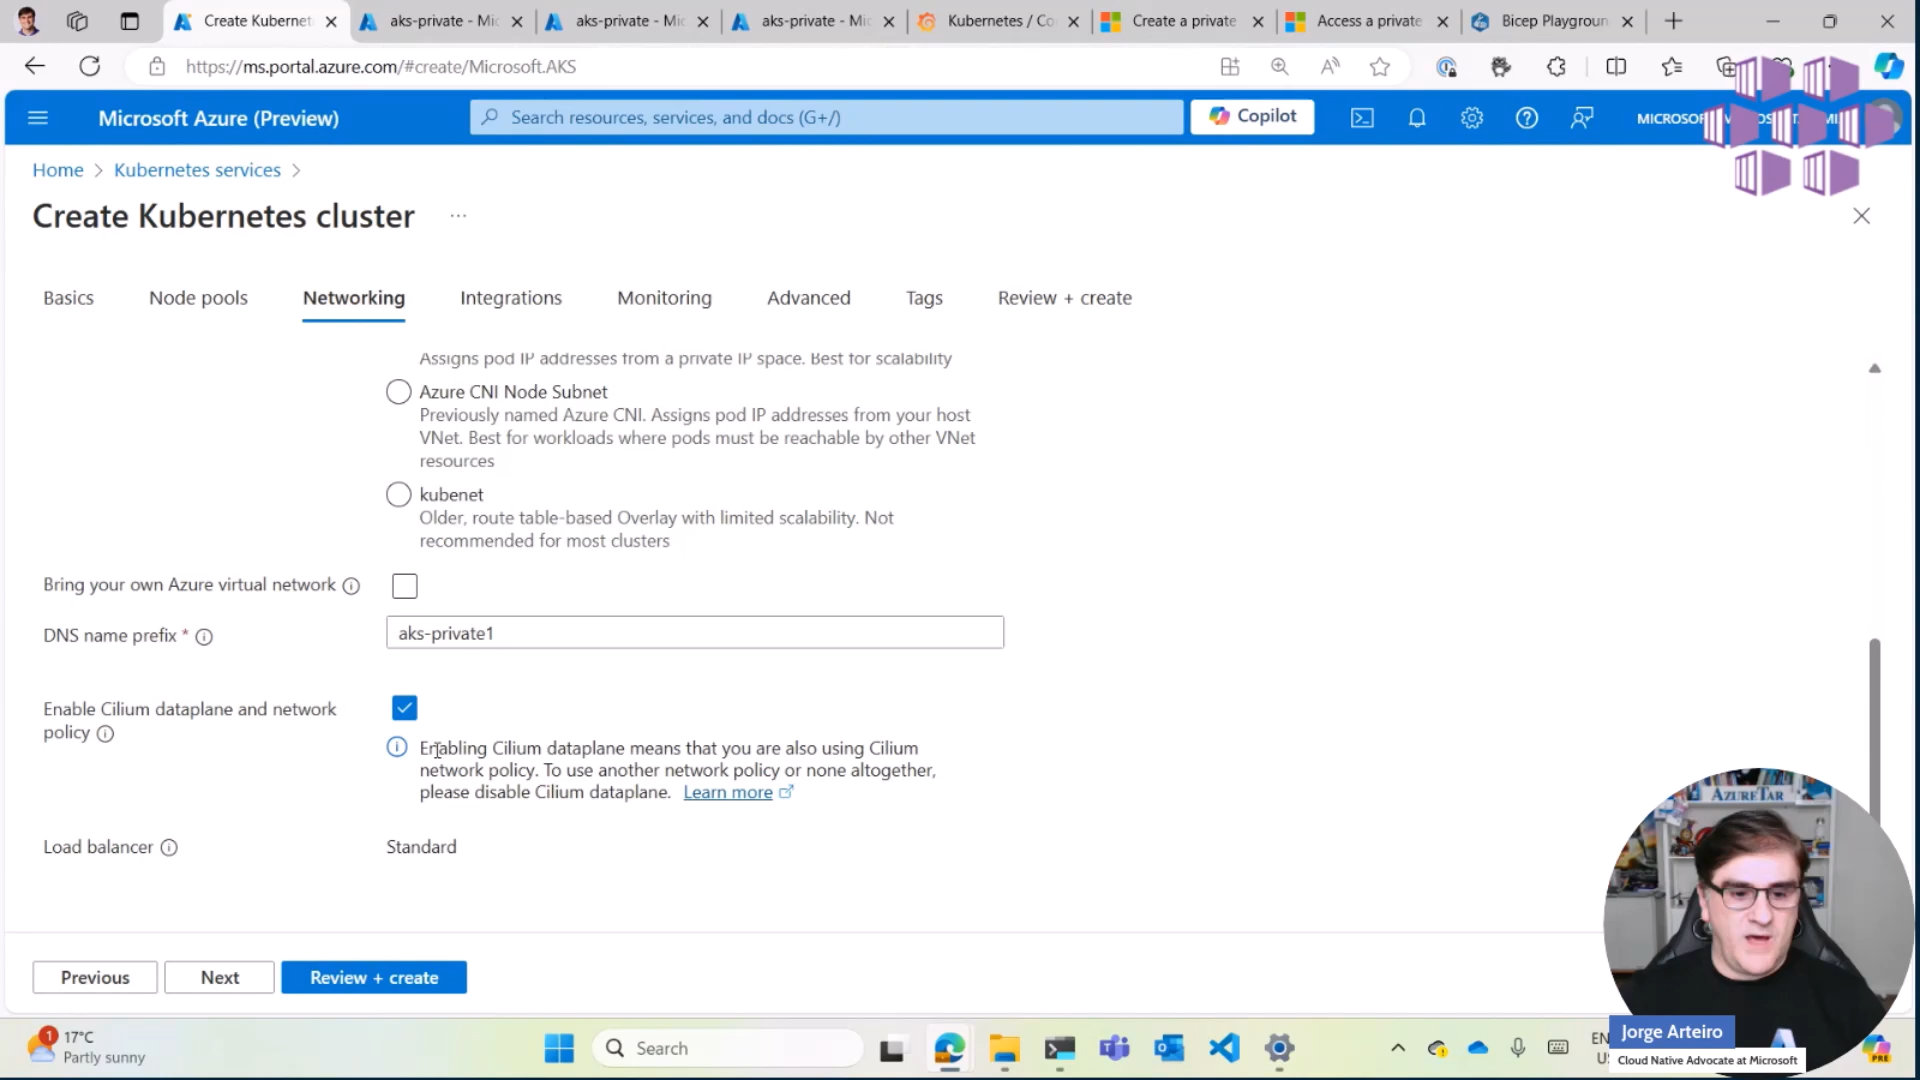 Create Kubernet
aks-private - Mic
aks-private - Mic
aks-private - Mic
Kubernetes / Co
Create a private
Access a private
Bicep Playgroun
https://ms.portal.azure.com/#create/Microsoft.AKS
Microsoft Azure (Preview)
Search resources, services, and docs (G+/)
Copilot
Home
Kubernetes services
Create Kubernetes cluster
Basics
Node pools
Networking
Integrations
Monitoring
Advanced
Tags
Review + create
Assigns pod IP addresses from a private IP space. Best for scalability
Azure CNI Node Subnet
Previously named Azure CNI. Assigns pod IP addresses from your host
VNet. Best for workloads where pods must be reachable by other VNet
resources
kubenet
Older, route table-based Overlay with limited scalability. Not
recommended for most clusters
Bring your own Azure virtual network
DNS name prefix *
aks-private1
Enable Cilium dataplane and network
policy
Enabling Cilium dataplane means that you are also using Cilium
network policy. To use another network policy or none altogether,
please disable Cilium dataplane. Learn more
Load balancer
Standard
Previous
Next
Review + create
AZURETAR
1
17°C
Partly sunny
Search
Jorge Arteiro
Cloud Native Advocate at Microsoft
PRE